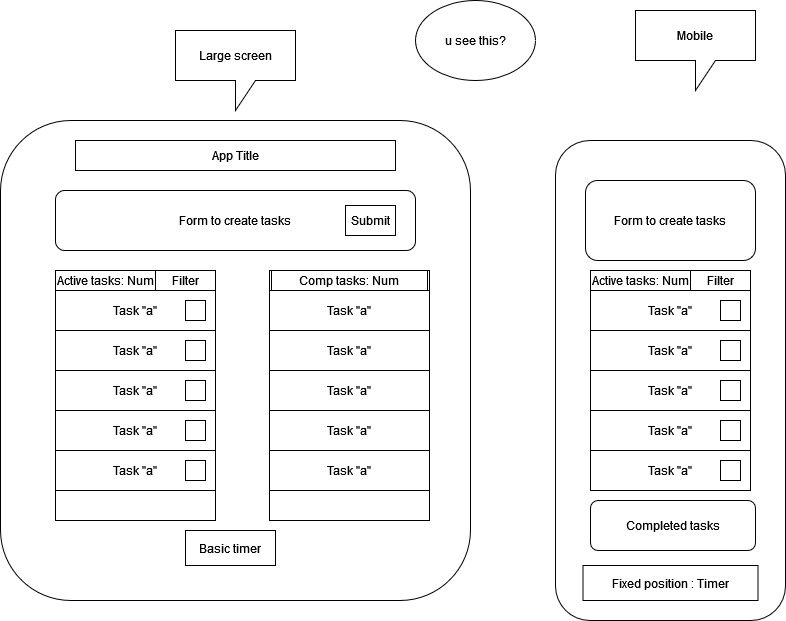 u see this?
Large screen
Mobile
App Title
Form to create tasks
Submit
Active tasks: Num
Filter
Task "a"
Task "a"
Task "a"
Task "a"
Task "a"
Comp tasks: Num
Task "a"
Task "a"
Task "a"
Task "a"
Task "a"
Basic timer
Form to create tasks
Active tasks: Num
Filter
Task "a"
Task "a"
Task "a"
Task "a"
Task "a"
Completed tasks
Fixed position : Timer